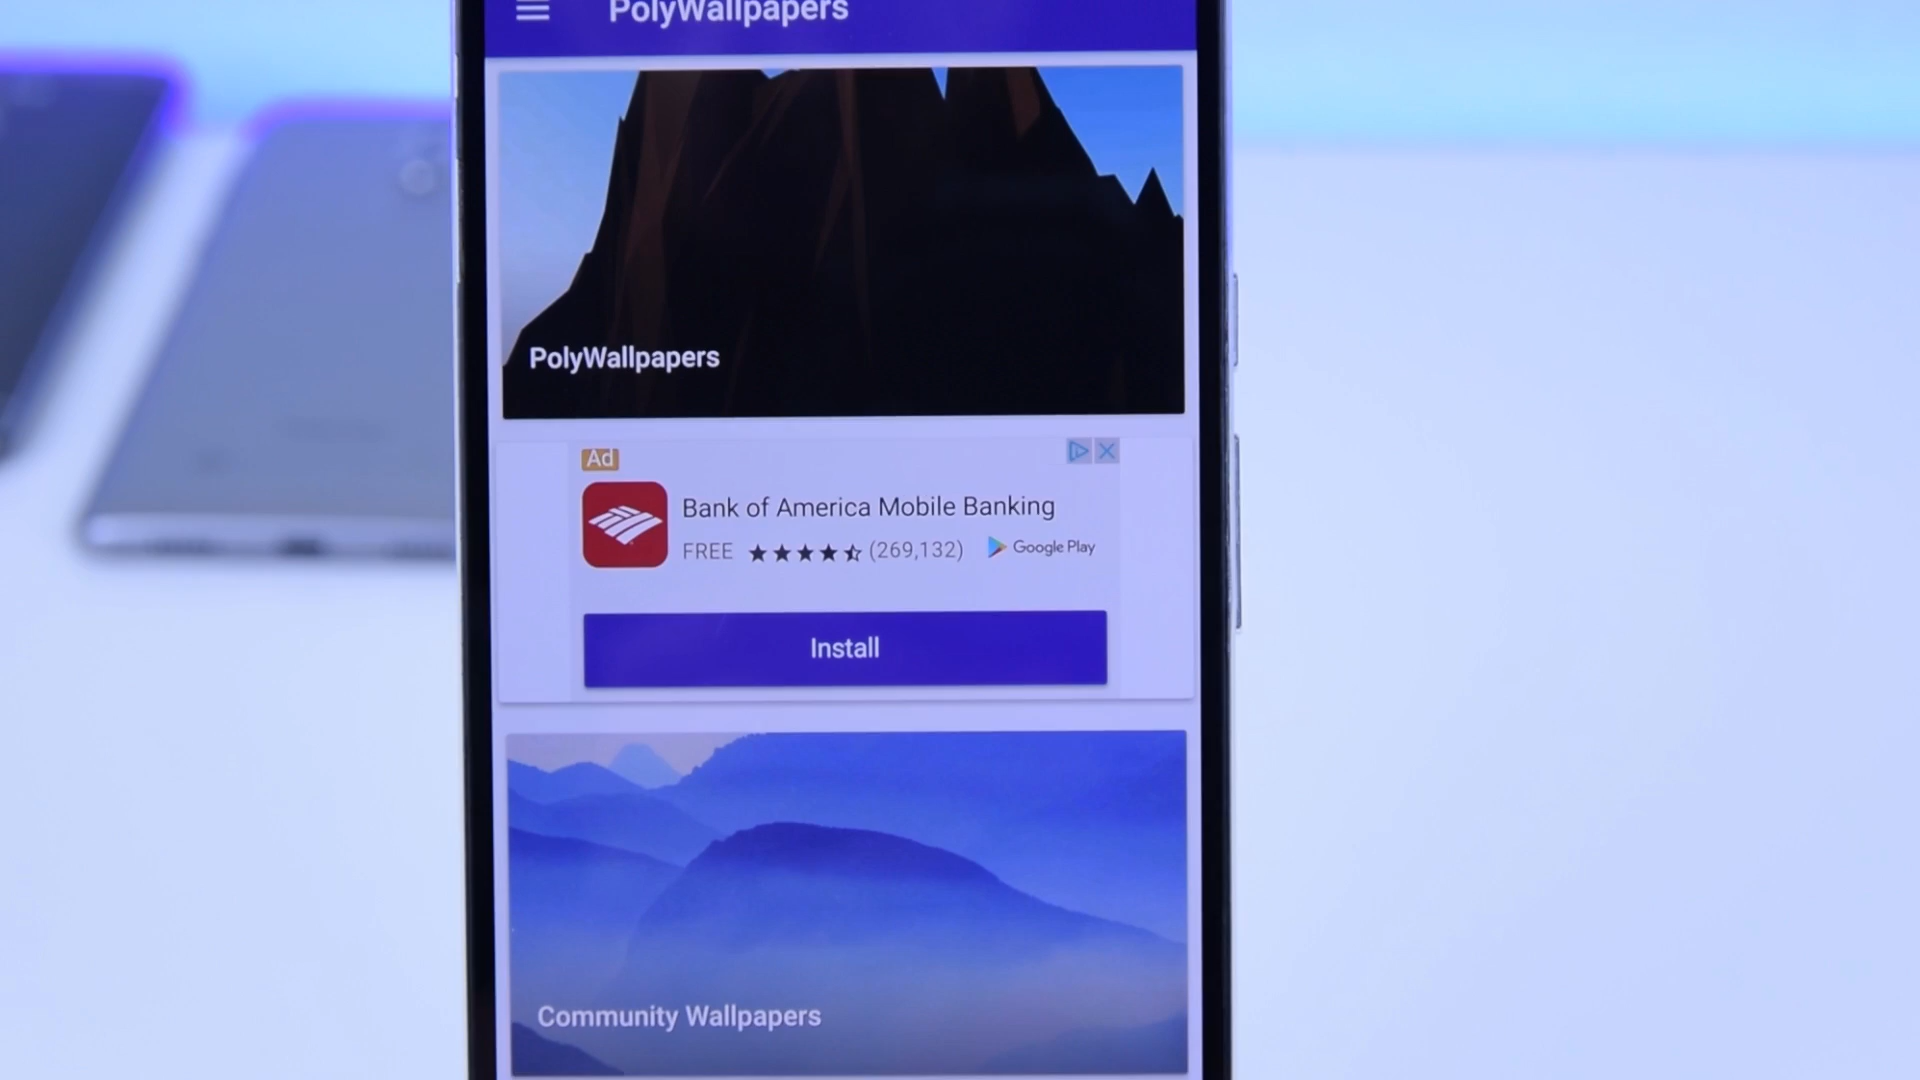 PolyWallpapers
PolyWallpapers
Ad
Bank of America Mobile Banking
FREE (269,132) Google Play
Install
Community Wallpapers